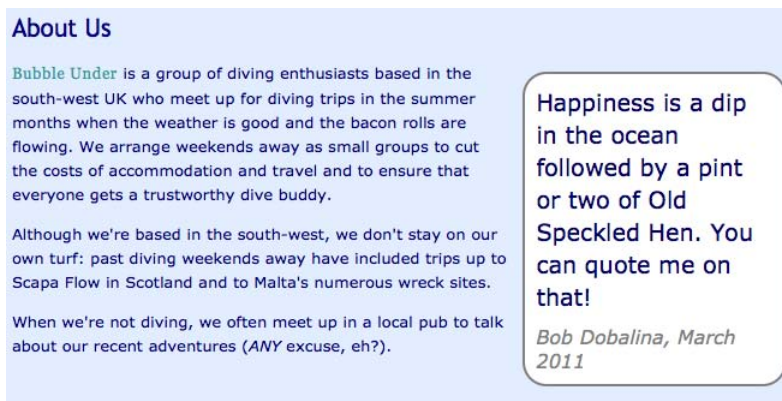 About Us
Bubble Under is a group of diving enthusiasts based in the
south-west UK who meet up for diving trips in the summer
months when the weather is good and the bacon rolls are
flowing. We arrange weekends away as small groups to cut
the costs of accommodation and travel and to ensure that
everyone gets a trustworthy dive buddy.
Although we're based in the south-west, we don't stay on our
own turf: past diving weekends away have included trips up to
Scapa Flow in Scotland and to Malta's numerous wreck sites.
When we're not diving, we often meet up in a local pub to talk
about our recent adventures (ANY excuse, eh?).
Happiness is a dip
in the ocean
followed by a pint
or two of Old
Speckled Hen. You
can quote me on
that!
Bob Dobalina, March
2011